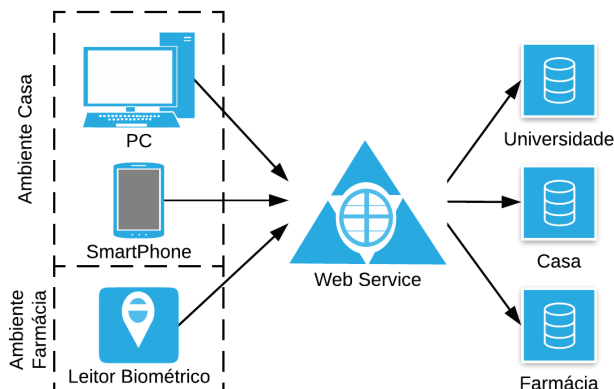 Ambiente Casa
PC
SmartPhone
Ambiente
Farmácia
Leitor Biométrico
Web Service
Universidade
Casa
Farmácia